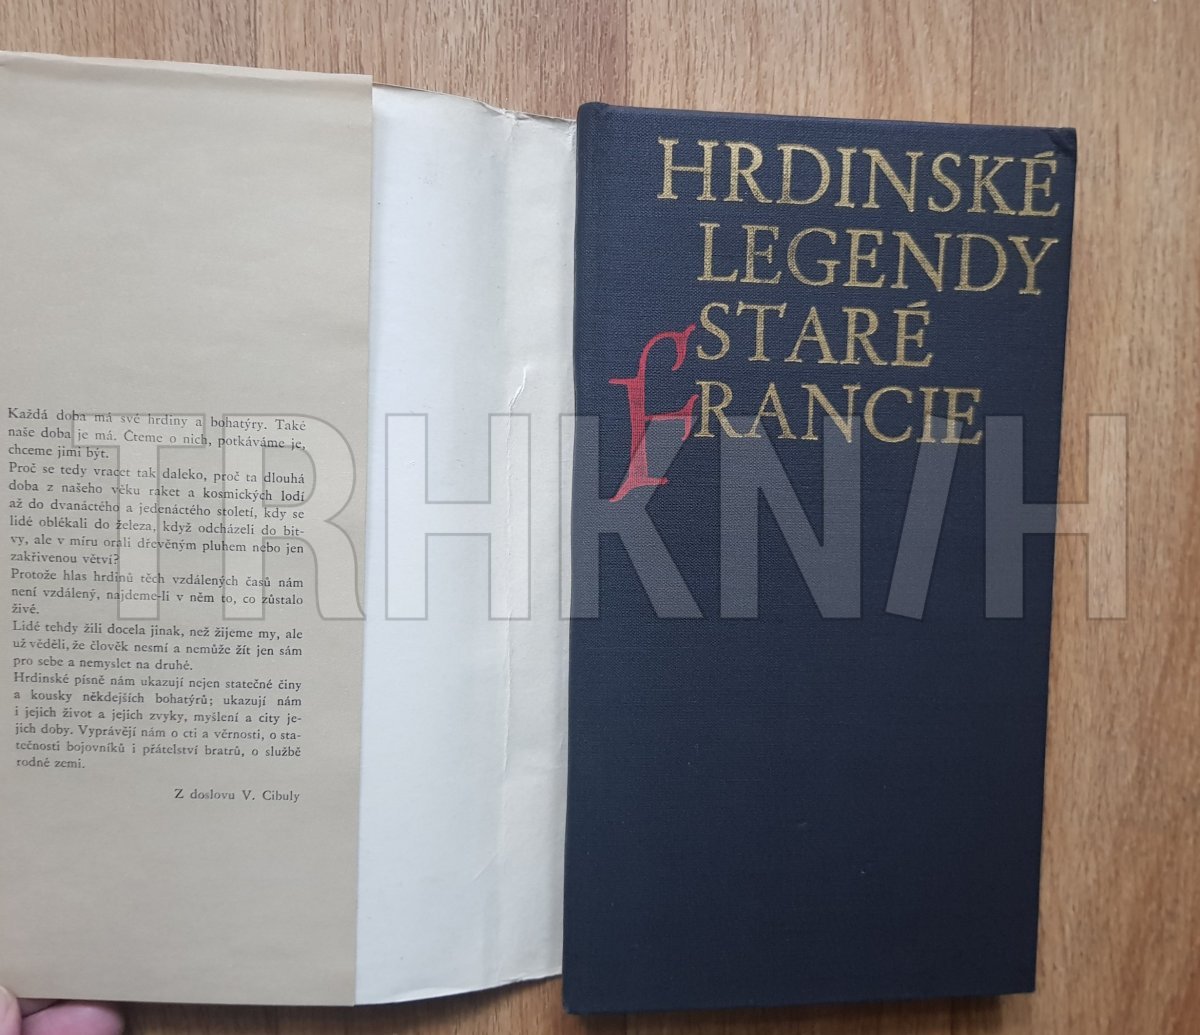 Každá doba má své hrdiny a bohatýry. Také
naše doba je má. Čteme o nich, potkáváme je,
chceme jimi být.
Proč se tedy vracet tak daleko, proč ta dlouhá
doba z našeho věku raket a kosmických lodí
až do dvanáctého a jedenáctého století, kdy se
lidé oblékali do železa, když odcházeli do bit-
vy, ale v míru orali dřevěným pluhem nebo jen
zakřivenou větví?
Protože hlas hrdinů těch vzdálených časů nám
není vzdálený, najdeme-li v něm to, co zůstalo
živé.
Lidé tehdy žili docela jinak, než žijeme my, ale
už věděli, že člověk nesmí a nemůže žít jen sám
pro sebe a nemyslet na druhé.
Hrdinské písně nám ukazují nejen statečné činy
a kousky někdejších bohatýrů; ukazují nám
i jejich život a jejich zvyky, myšlení a city je-
jich doby. Vyprávějí nám o cti a věrnosti, o sta-
tečnosti bojovníků i přátelství bratrů, o službě
rodné zemi.
Z doslovu V. Cibuly
HRDINSKÉ
LEGENDY
STARÉ
FRANCIE
TRHKNIH